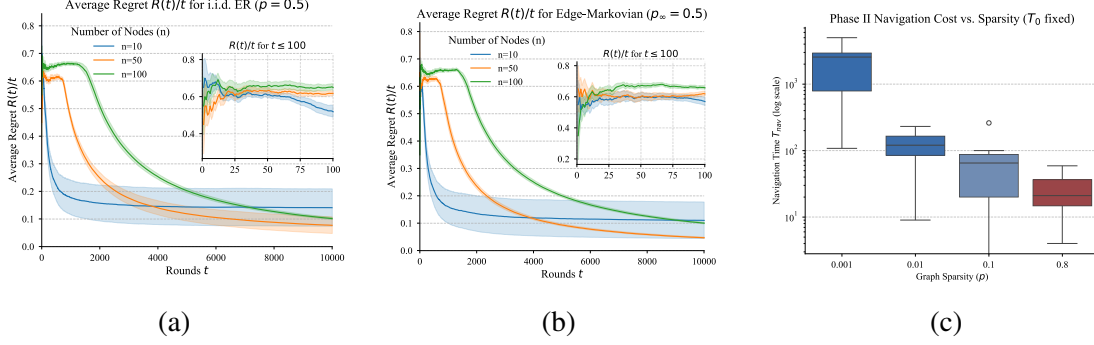 Average Regret R(t)/t for i.i.d. ER (p = 0.5)
Average Regret R(t)/t
0.8
0.7
0.6
0.5
0.4
0.3
0.2
0.1
0.0
Number of Nodes (n)
n=10
n=50
n=100
R(t)/t for t ≤ 100
0.8
0.6
0.4
0 25 50 75 100
0 2000 4000 6000 8000 10000
Rounds t
(a)
Average Regret R(t)/t for Edge-Markovian (p∞ = 0.5)
Average Regret R(t)/t
0.8
0.7
0.6
0.5
0.4
0.3
0.2
0.1
0.0
Number of Nodes (n)
n=10
n=50
n=100
R(t)/t for t ≤ 100
0.8
0.6
0.4
0.2
0 25 50 75 100
0 2000 4000 6000 8000 10000
Rounds t
(b)
Phase II Navigation Cost vs. Sparsity (T₀ fixed)
Navigation Time Tnav (log scale)
10³
10²
10¹
0.001 0.01 0.1 0.8
Graph Sparsity (p)
(c)